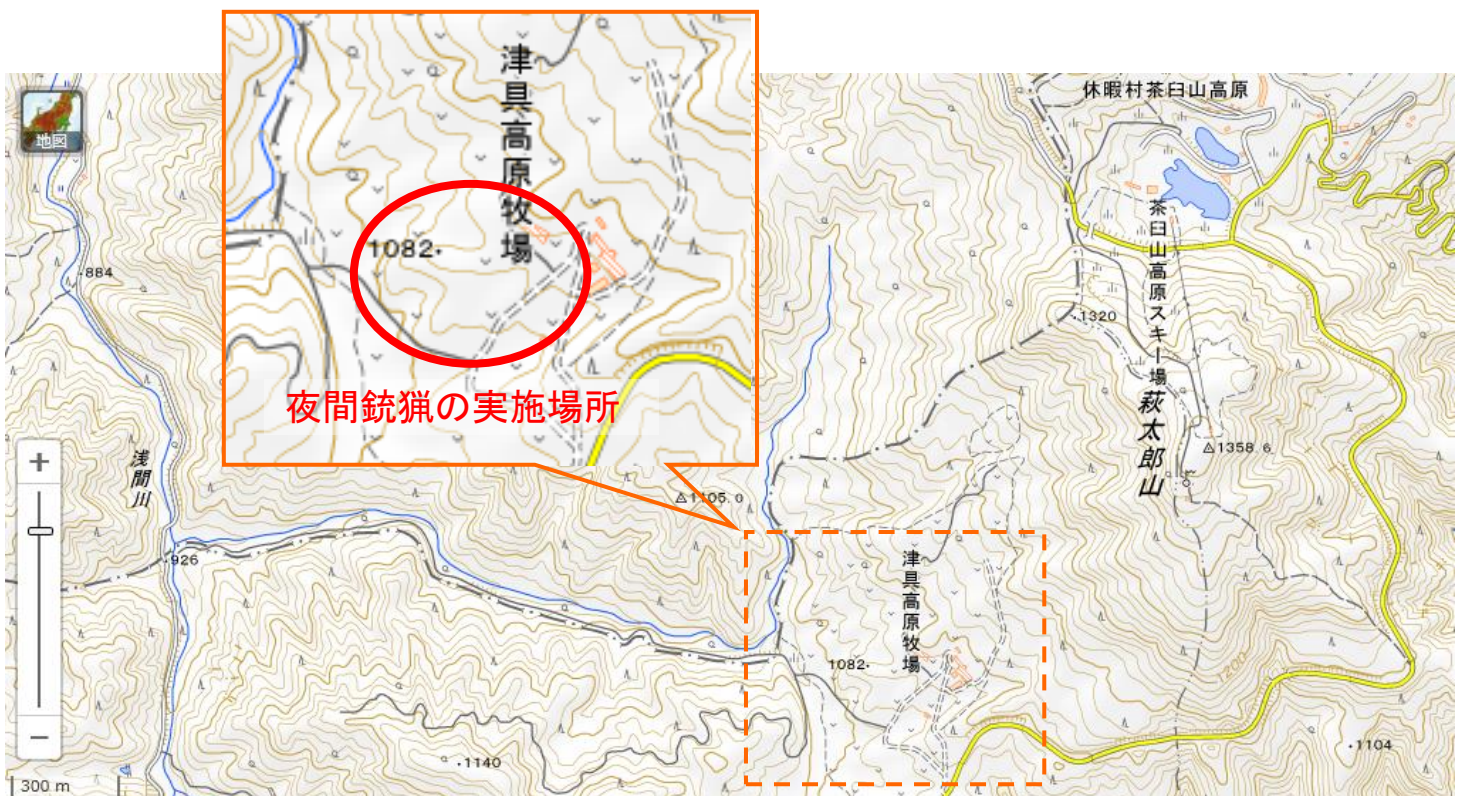 津具高原牧場
1082
夜間銃猟の実施場所
地図
休暇村茶臼山高原
884
茶臼山高原スキー場
1320
萩太郎山
1358.6
浅間川
1105.0
926
津具高原牧場
1082
200
1140
1104
+
−
300 m